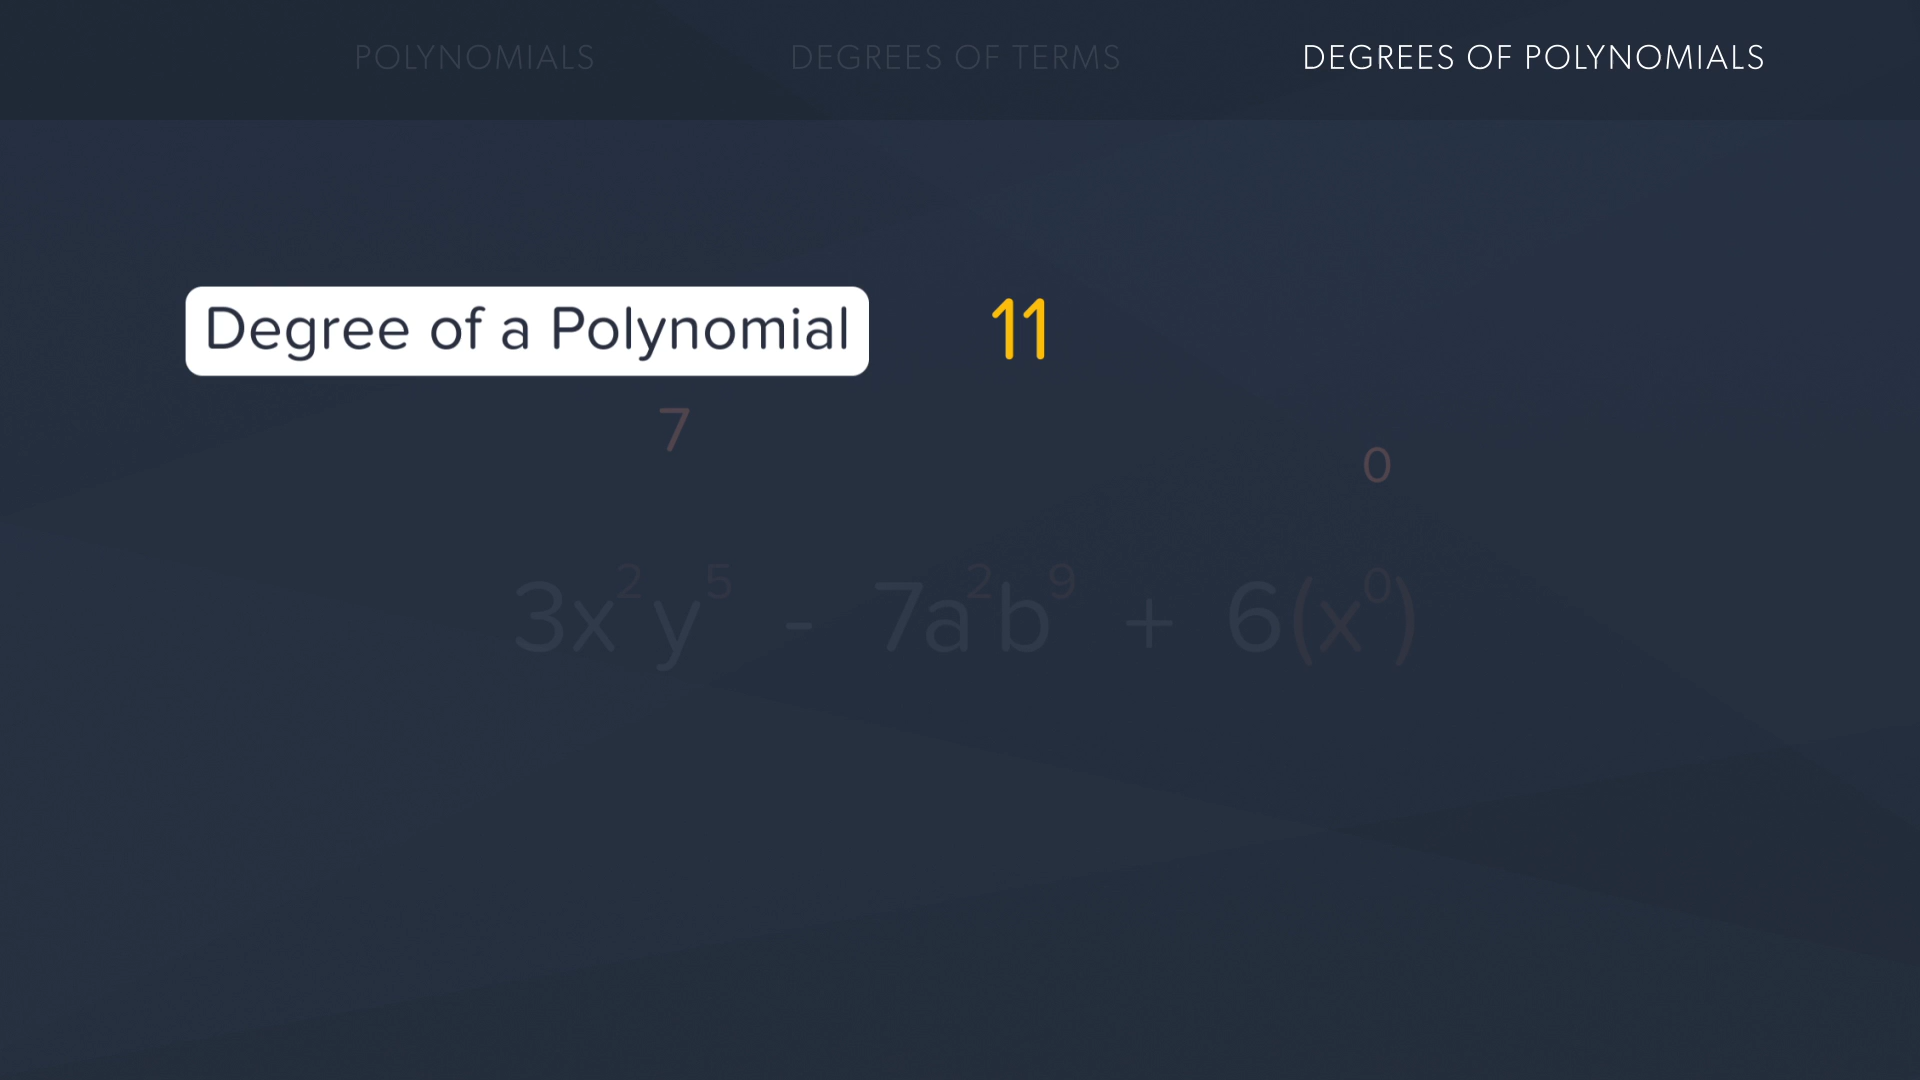 POLYNOMIALS DEGREES OF TERMS DEGREES OF POLYNOMIALS
Degree of a Polynomial 11
7 0
3x²y⁵ - 7a²b⁹ + 6(x⁰)